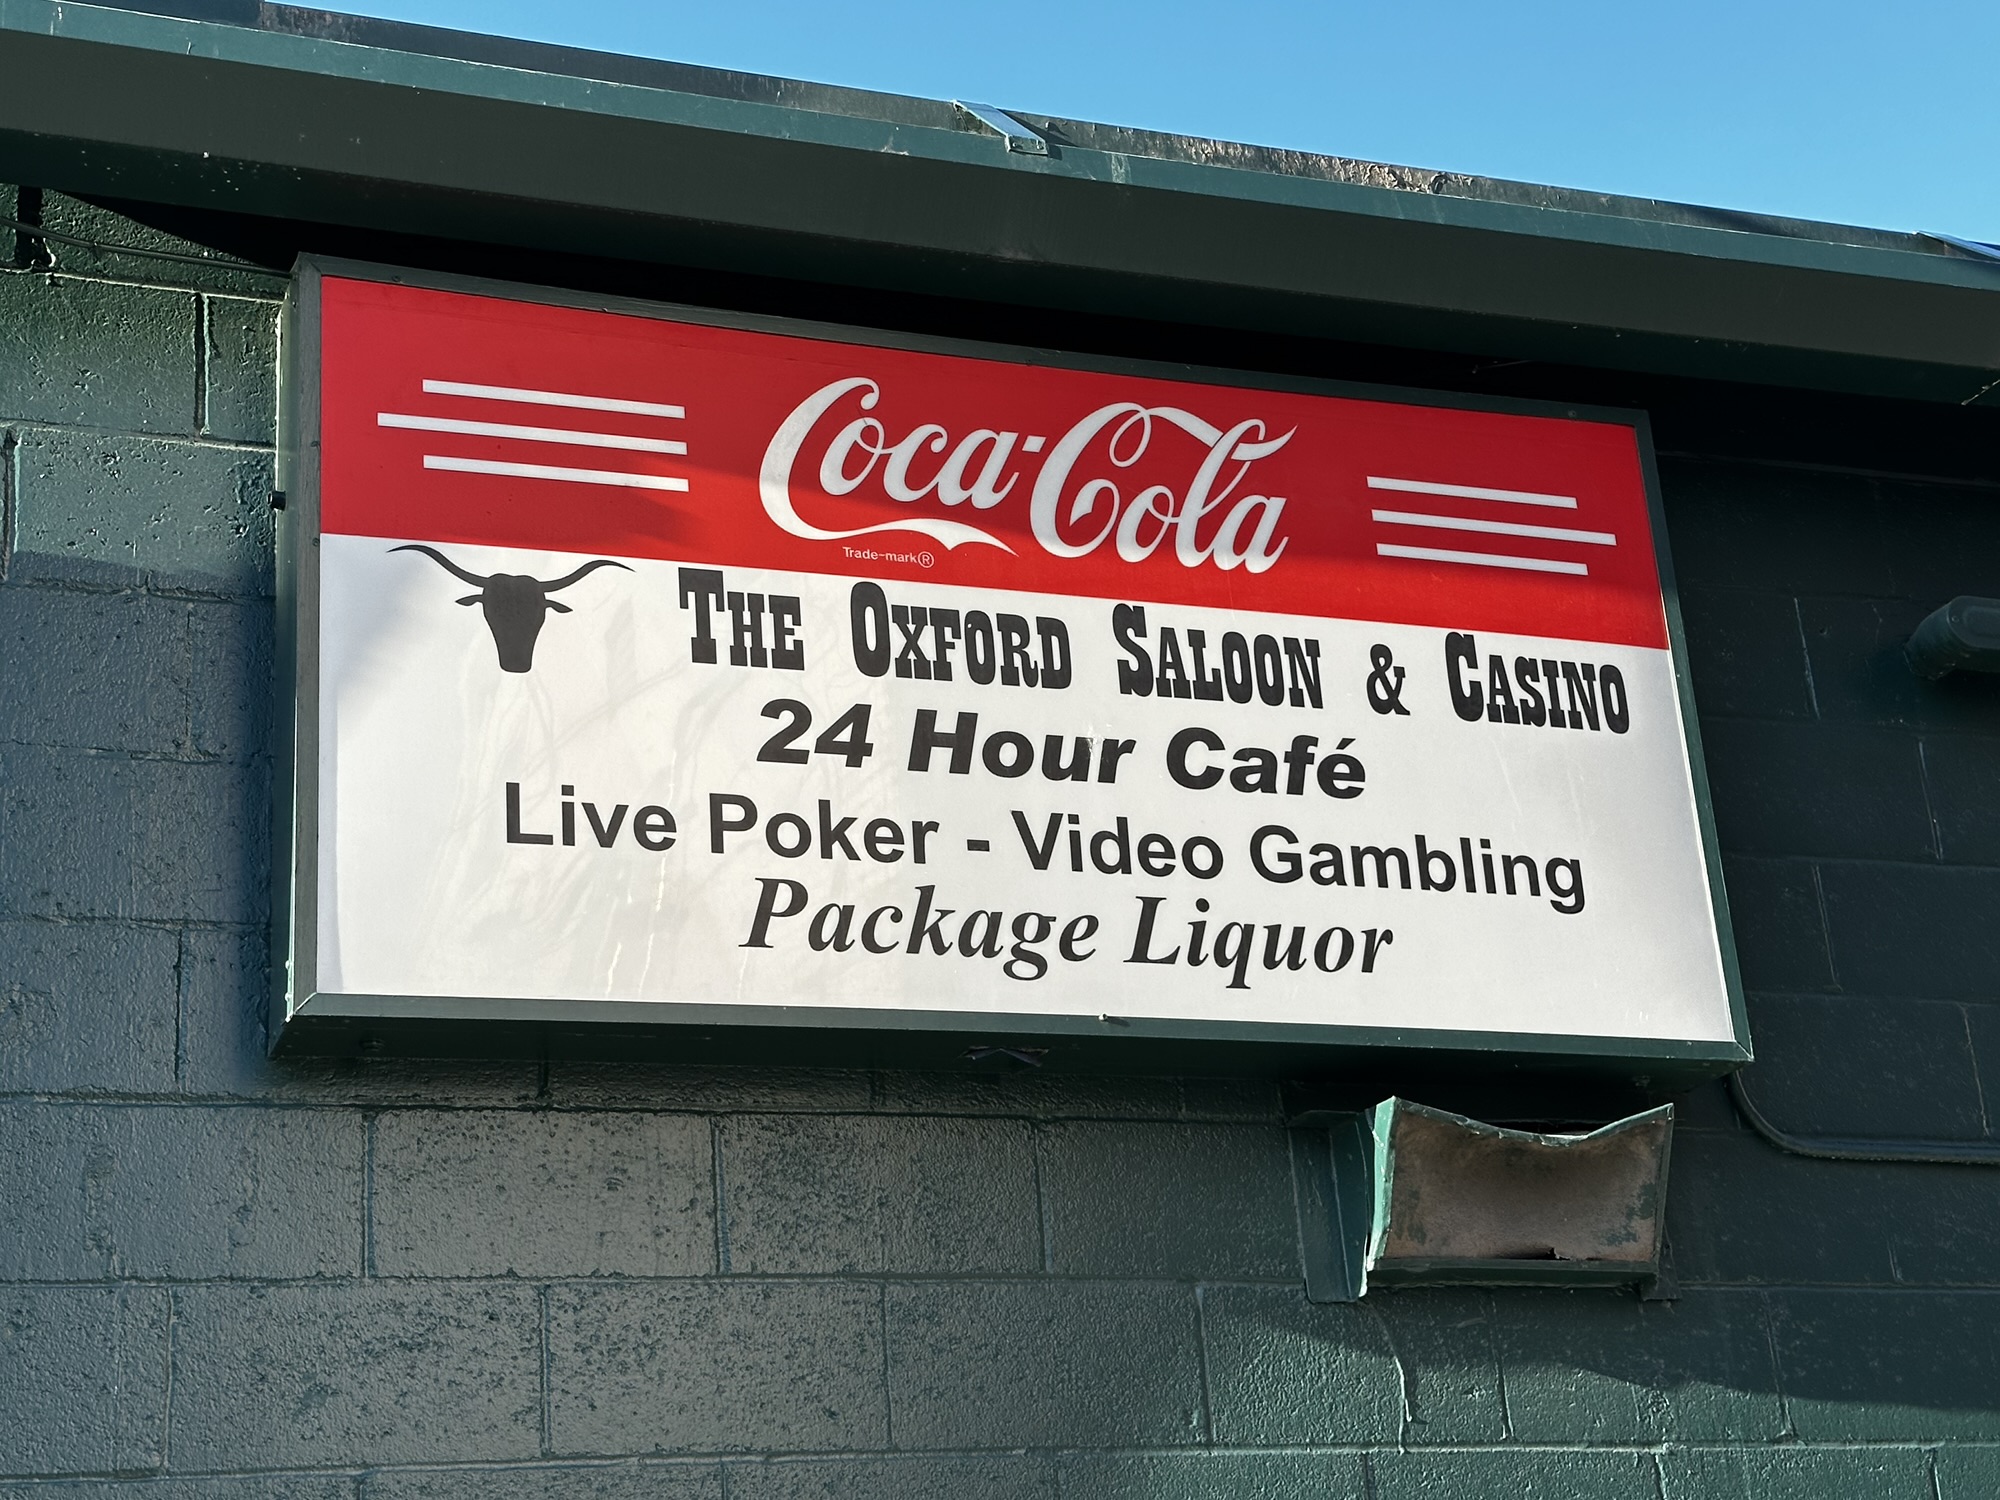 Coca-Cola
Trade-mark®
The Oxford Saloon & Casino
24 Hour Café
Live Poker - Video Gambling
Package Liquor